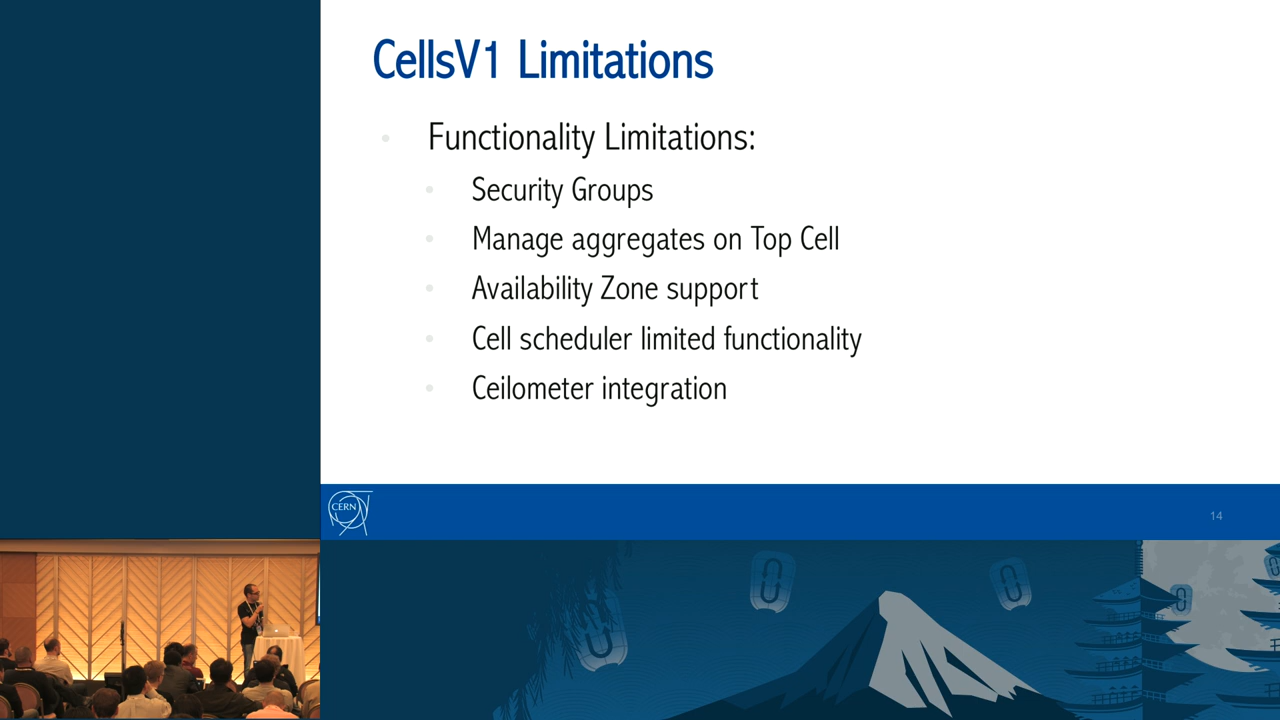 CellsV1 Limitations
Functionality Limitations:
Security Groups
Manage aggregates on Top Cell
Availability Zone support
Cell scheduler limited functionality
Ceilometer integration
CERN
14